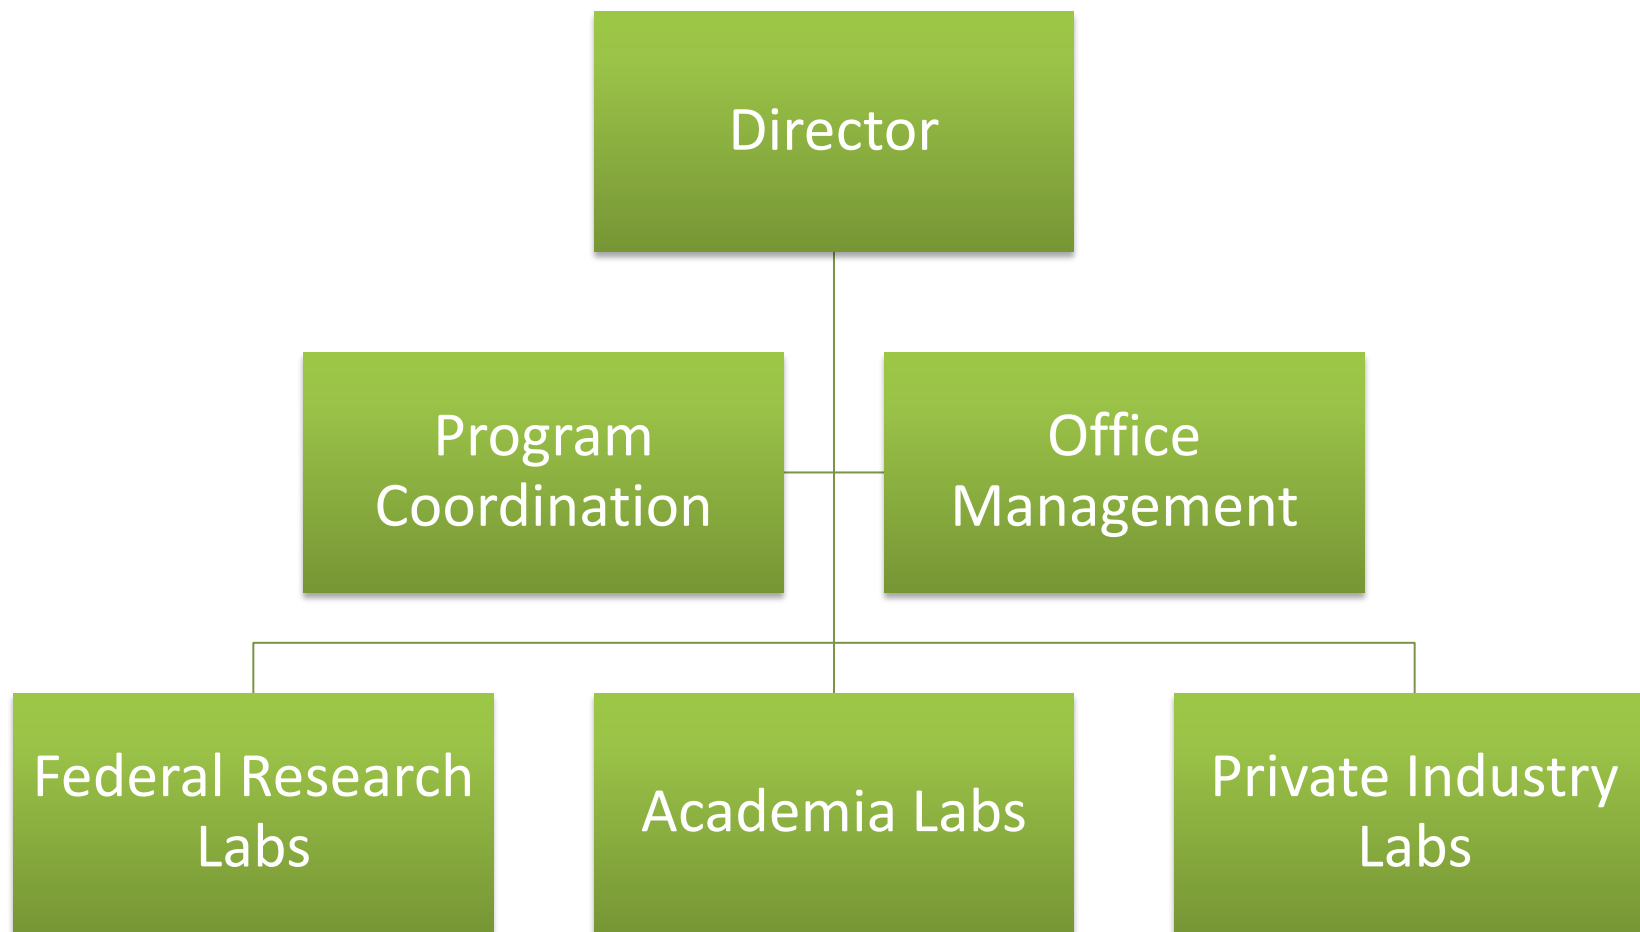 Director
Program
Coordination
Office
Management
Federal Research
Labs
Academia Labs
Private Industry
Labs